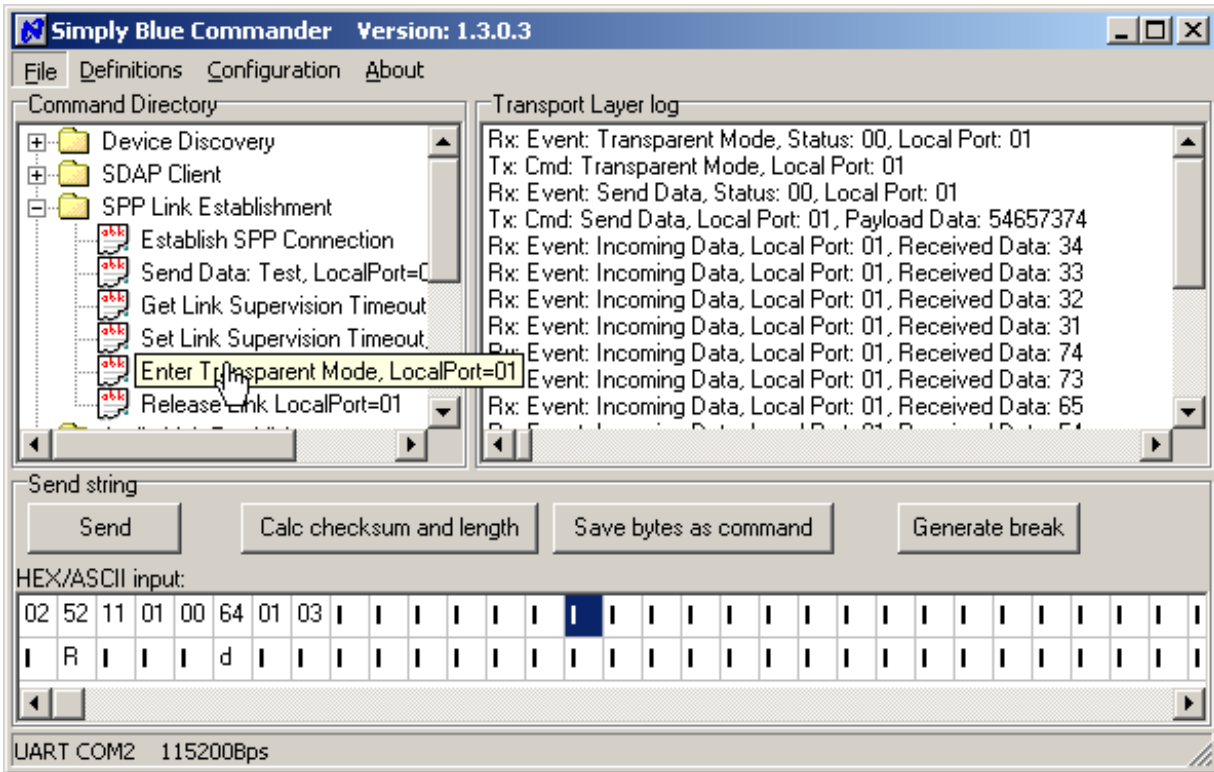 Simply Blue Commander Version: 1.3.0.3
File Definitions Configuration About
Command Directory
Device Discovery
SDAP Client
SPP Link Establishment
Establish SPP Connection
Send Data: Test, LocalPort=
Get Link Supervision Timeout
Set Link Supervision Timeout,
Enter Transparent Mode, LocalPort=01
Release Link LocalPort=01
Transport Layer log
Rx: Event: Transparent Mode, Status: 00, Local Port: 01
Tx: Cmd: Transparent Mode, Local Port: 01
Rx: Event: Send Data, Status: 00, Local Port: 01
Tx: Cmd: Send Data, Local Port: 01, Payload Data: 54657374
Rx: Event: Incoming Data, Local Port: 01, Received Data: 34
Rx: Event: Incoming Data, Local Port: 01, Received Data: 33
Rx: Event: Incoming Data, Local Port: 01, Received Data: 32
Rx: Event: Incoming Data, Local Port: 01, Received Data: 31
Rx: Event: Incoming Data, Local Port: 01, Received Data: 74
Event: Incoming Data, Local Port: 01, Received Data: 73
Rx: Event: Incoming Data, Local Port: 01, Received Data: 65
Send string
Send Calc checksum and length Save bytes as command Generate break
HEX/ASCII input:
02 52 11 01 00 64 01 03
R d
UART COM2 115200Bps